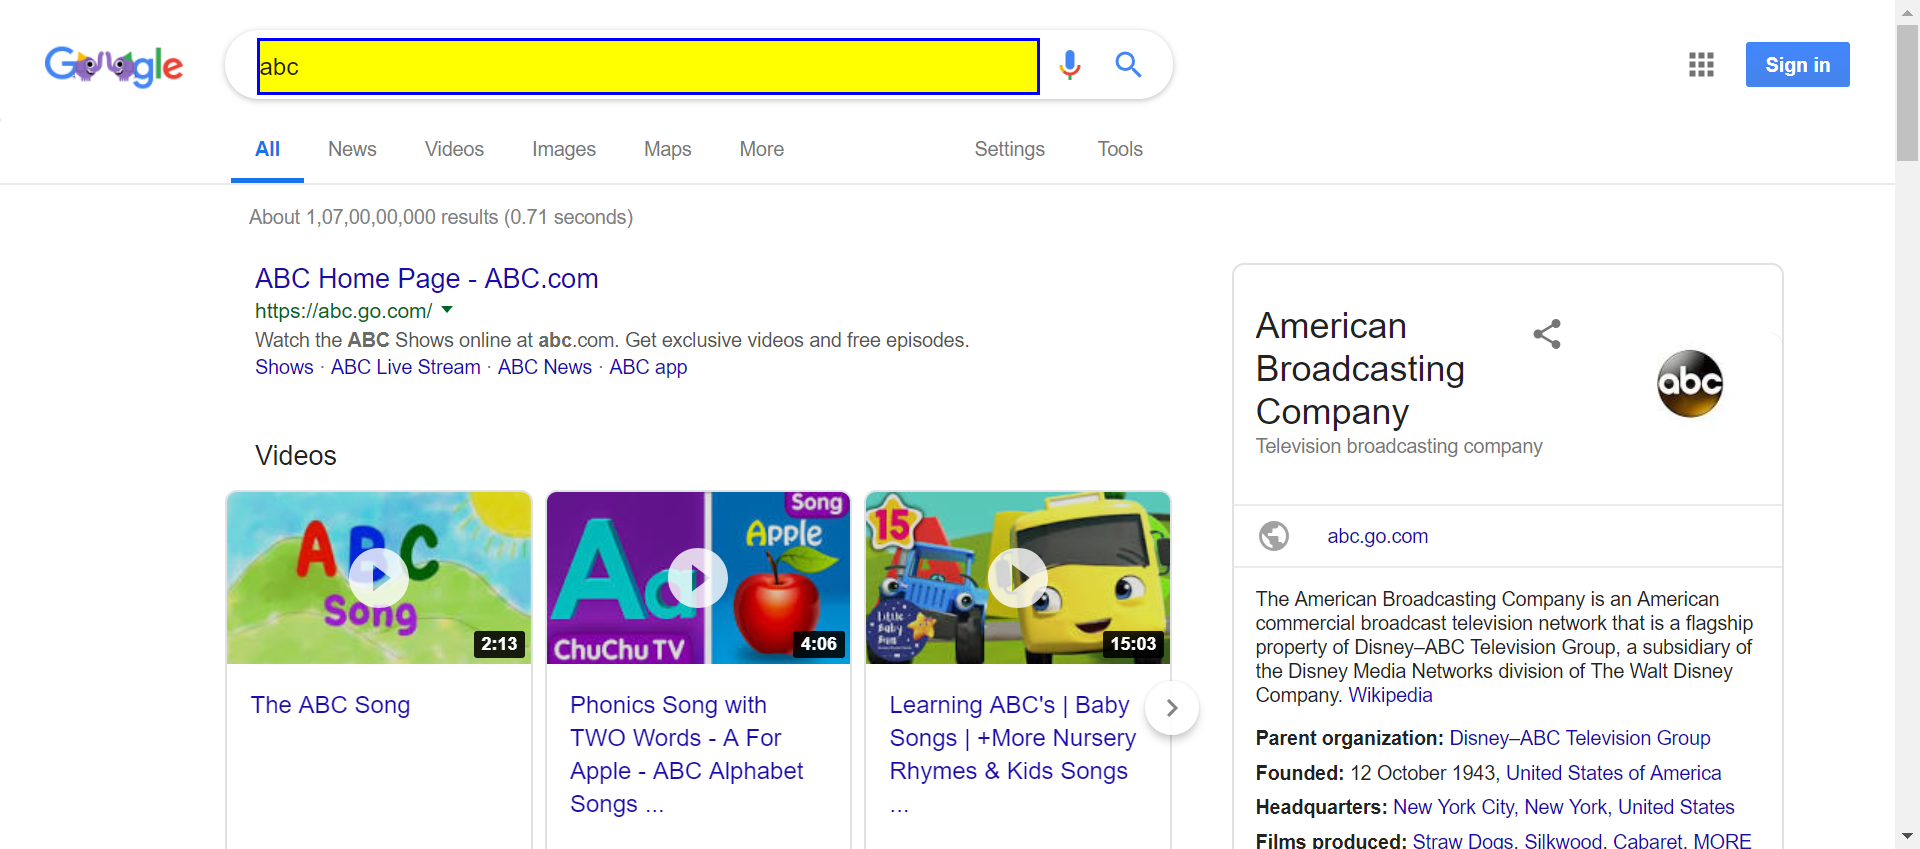 Google
abc
Sign in
All News Videos Images Maps More Settings Tools
About 1,07,00,00,000 results (0.71 seconds)
ABC Home Page - ABC.com
https://abc.go.com/
Watch the ABC Shows online at abc.com. Get exclusive videos and free episodes.
Shows · ABC Live Stream · ABC News · ABC app
Videos
ABC
Song
2:13
The ABC Song
Song
Apple
Aa
ChuChu TV
4:06
Phonics Song with
TWO Words - A For
Apple - ABC Alphabet
Songs ...
15
Little
Baby
Bum
15:03
Learning ABC's | Baby
Songs | +More Nursery
Rhymes & Kids Songs
...
American
Broadcasting
Company
abc
Television broadcasting company
abc.go.com
The American Broadcasting Company is an American
commercial broadcast television network that is a flagship
property of Disney–ABC Television Group, a subsidiary of
the Disney Media Networks division of The Walt Disney
Company. Wikipedia
Parent organization: Disney–ABC Television Group
Founded: 12 October 1943, United States of America
Headquarters: New York City, New York, United States
Films produced: Straw Dogs, Silkwood, Cabaret, MORE